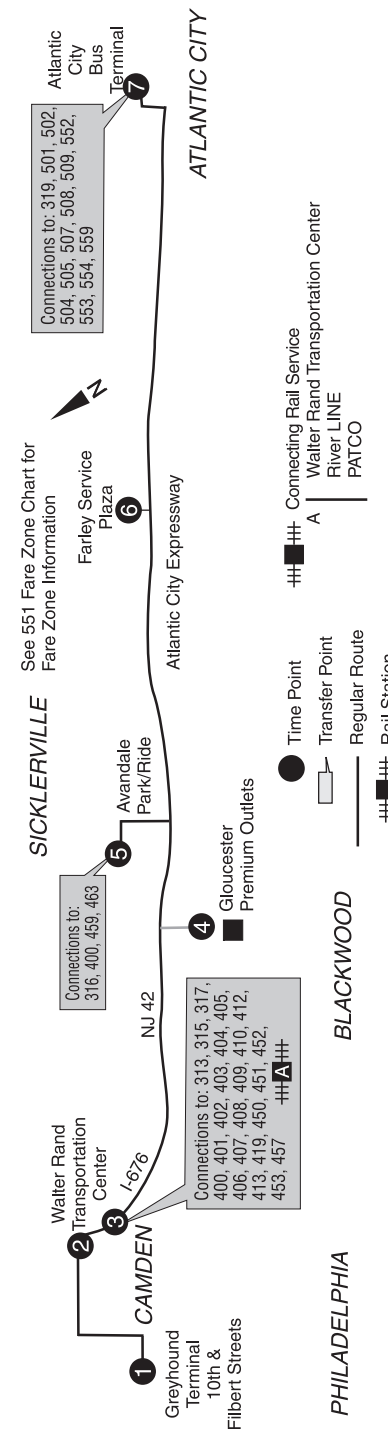 PHILADELPHIA
Greyhound
Terminal
10th &
Filbert Streets
1
CAMDEN
2
Walter Rand
Transportation
Center
3
I-676
Connections to: 313, 315, 317,
400, 401, 402, 403, 404, 405,
406, 407, 408, 409, 410, 412,
413, 419, 450, 451, 452,
453, 457
A
NJ 42
BLACKWOOD
4
Gloucester
Premium Outlets
Connections to:
316, 400, 459, 463
5
Avandale
Park/Ride
SICKLERVILLE
See 551 Fare Zone Chart for
Fare Zone Information
Farley Service
Plaza
6
Atlantic City Expressway
N
Connections to: 319, 501, 502,
504, 505, 507, 508, 509, 552,
553, 554, 559
Atlantic
City
Bus
Terminal
7
ATLANTIC CITY
Time Point
Transfer Point
Regular Route
Rail Station
Connecting Rail Service
A
Walter Rand Transportation Center
River LINE
PATCO